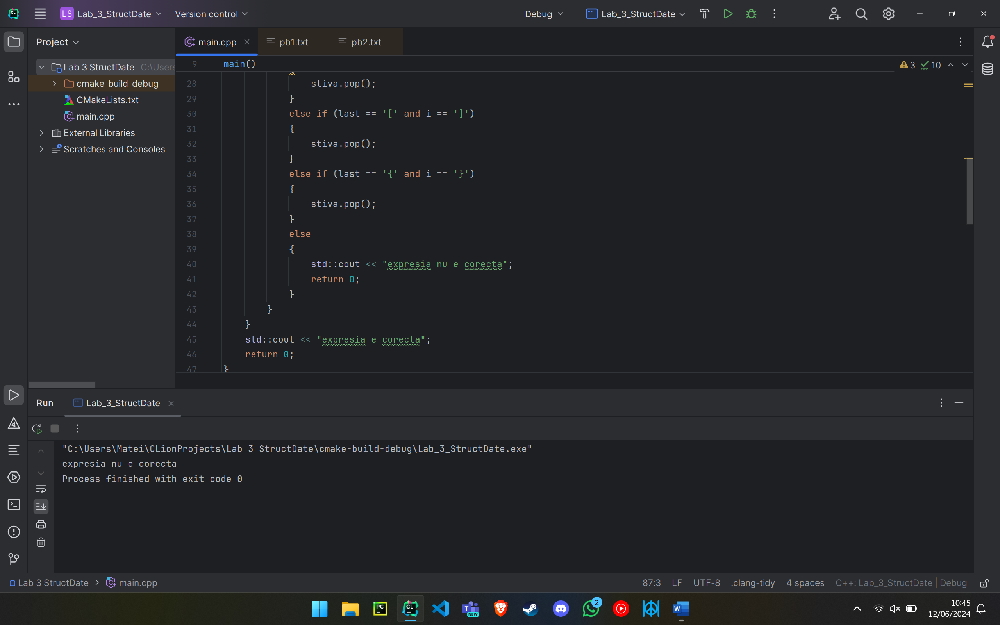 LS Lab_3_StructDate Version control Debug Lab_3_StructDate
Project
main.cpp pb1.txt pb2.txt
Lab 3 StructDate C:\Users
cmake-build-debug
CMakeLists.txt
main.cpp
External Libraries
Scratches and Consoles
9 main() 3 10
28 stiva.pop();
29 }
30 else if (last == '[' and i == ']')
31 {
32 stiva.pop();
33 }
34 else if (last == '{' and i == '}')
35 {
36 stiva.pop();
37 }
38 else
39 {
40 std::cout << "expresia nu e corecta";
41 return 0;
42 }
43 }
44 }
45 std::cout << "expresia e corecta";
46 return 0;
47 }
Run Lab_3_StructDate
"C:\Users\Matei\CLionProjects\Lab 3 StructDate\cmake-build-debug\Lab_3_StructDate.exe"
expresia nu e corecta
Process finished with exit code 0
Lab 3 StructDate > main.cpp 87:3 LF UTF-8 .clang-tidy 4 spaces C++: Lab_3_StructDate | Debug
CL
PC
CL
T
NEW
2
W
10:45
12/06/2024